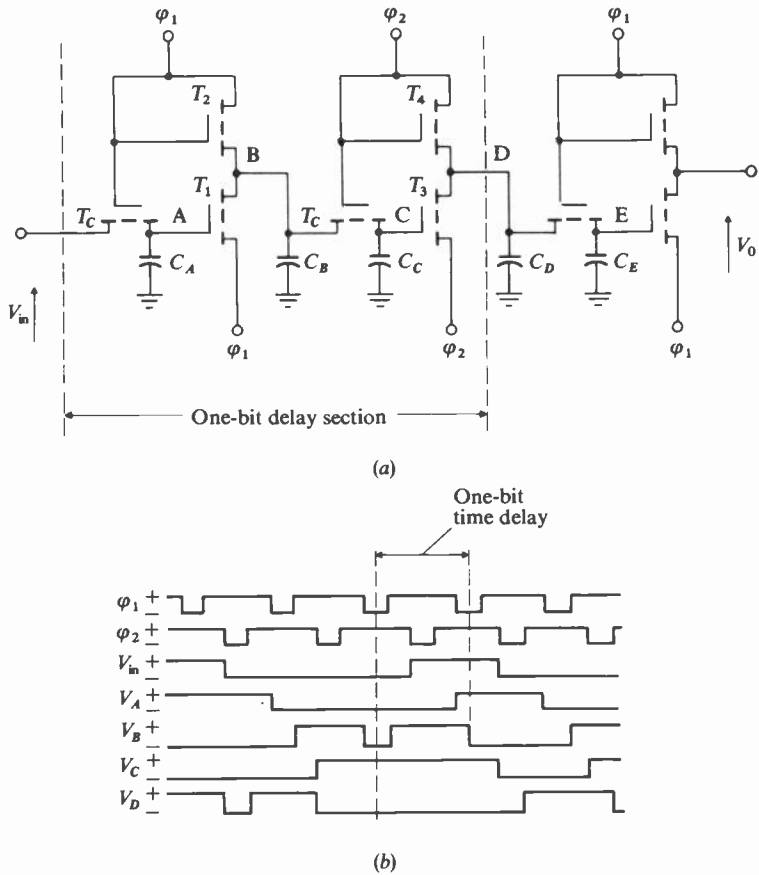 φ1 φ2 φ1
T2 T4
B D
T1 T3
TC A TC C E
CA CB CC CD CE
Vin V0
φ1 φ2 φ1
One-bit delay section
(a)
One-bit
time delay
φ1 + −
φ2 + −
Vin + −
VA + −
VB + −
VC + −
VD + −
(b)